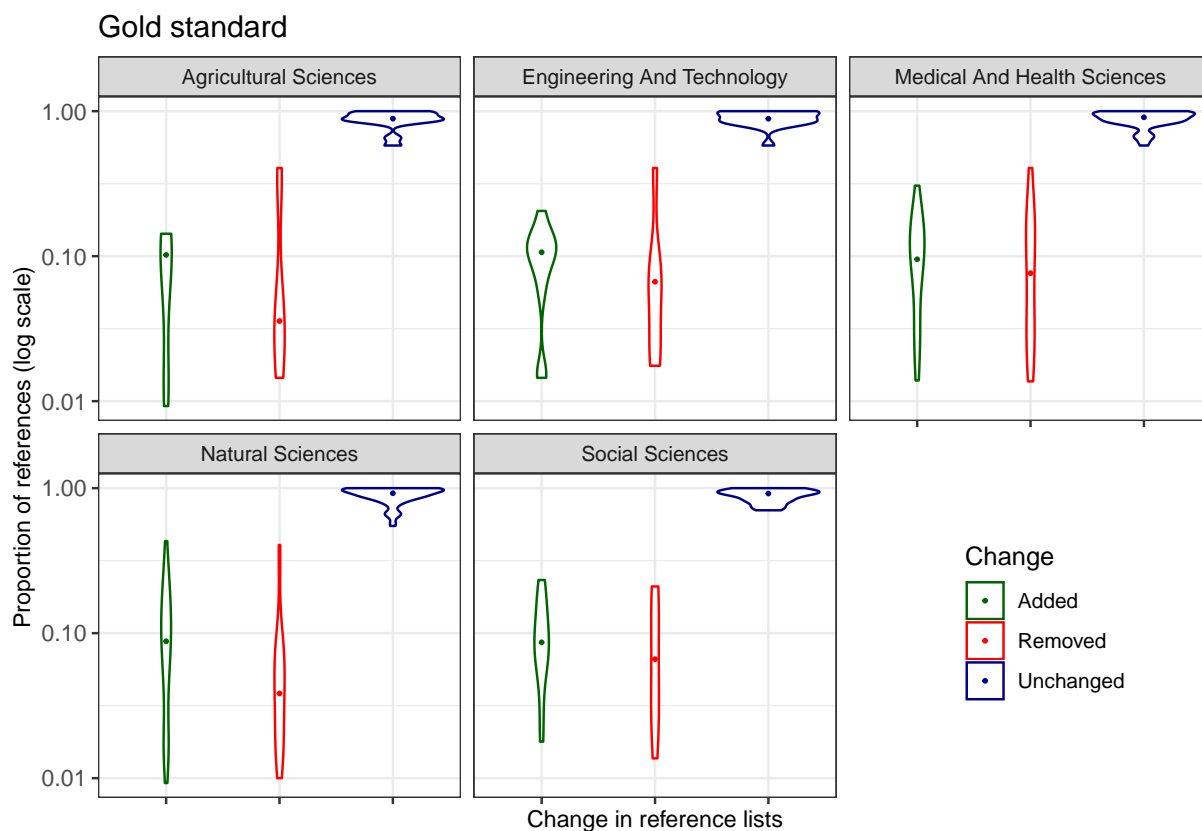 Gold standard
Agricultural Sciences
Engineering And Technology
Medical And Health Sciences
1.00
0.10
0.01
Natural Sciences
Social Sciences
1.00
0.10
0.01
Proportion of references (log scale)
Change in reference lists
Change
Added
Removed
Unchanged